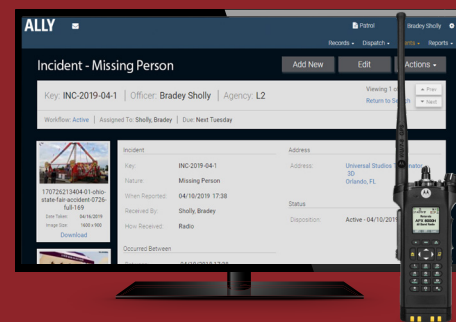 ALLY
Patrol
Bradey Sholly
Records
Dispatch
Reports
Incident - Missing Person
Add New
Edit
Actions
Key: INC-2019-04-1 | Officer: Bradey Sholly | Agency: L2
Viewing 1
Return to
Prev
Next
Workflow: Active | Assigned To: Sholly, Bradey | Due: Next Tuesday
Incident
Address
Key:
INC-2019-04-1
Address:
Universal Studios
3D
Orlando, FL
Nature:
Missing Person
When Reported:
04/10/2019 17:38
Status
Received By:
Sholly, Bradey
Disposition:
Active - 04/10/2019
How Received:
Radio
170726213404-01-ohio-
state-fair-accident-0726-
full-169
Date Taken:
04/16/2019
Image Size:
1600 x 900
Download
Occurred Between